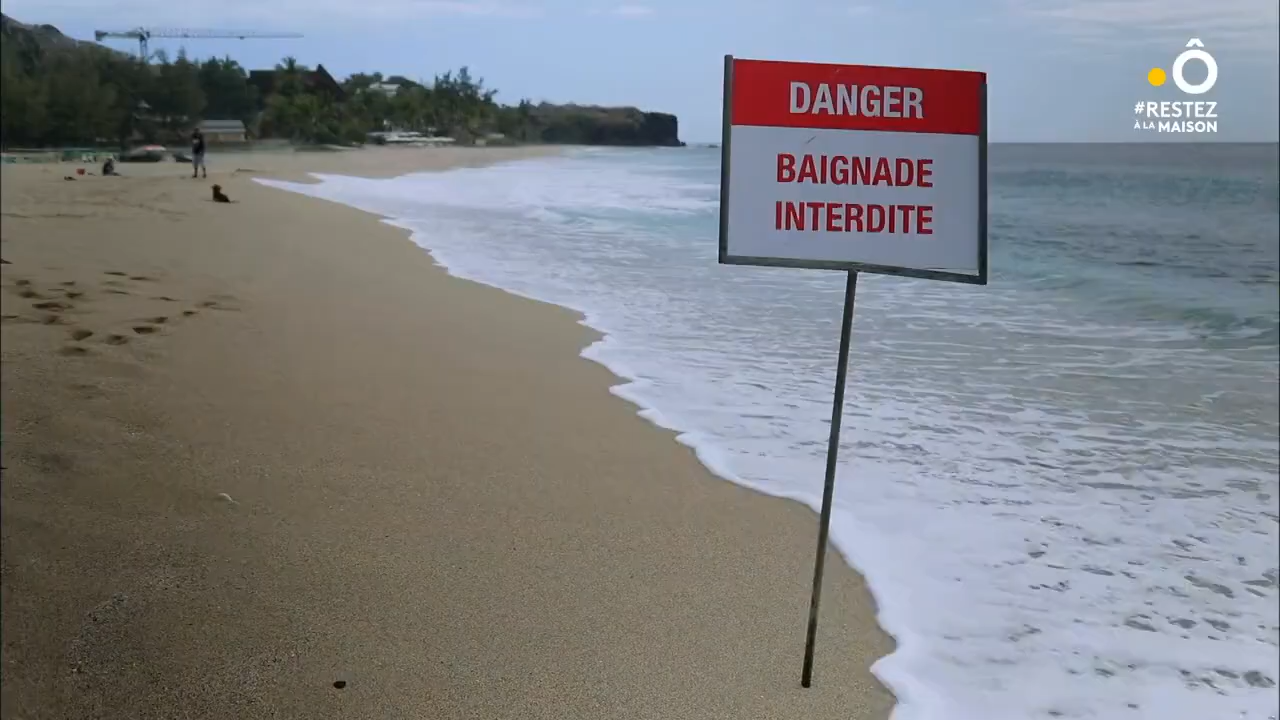 DANGER
BAIGNADE
INTERDITE
Ô
#RESTEZ
À LA MAISON